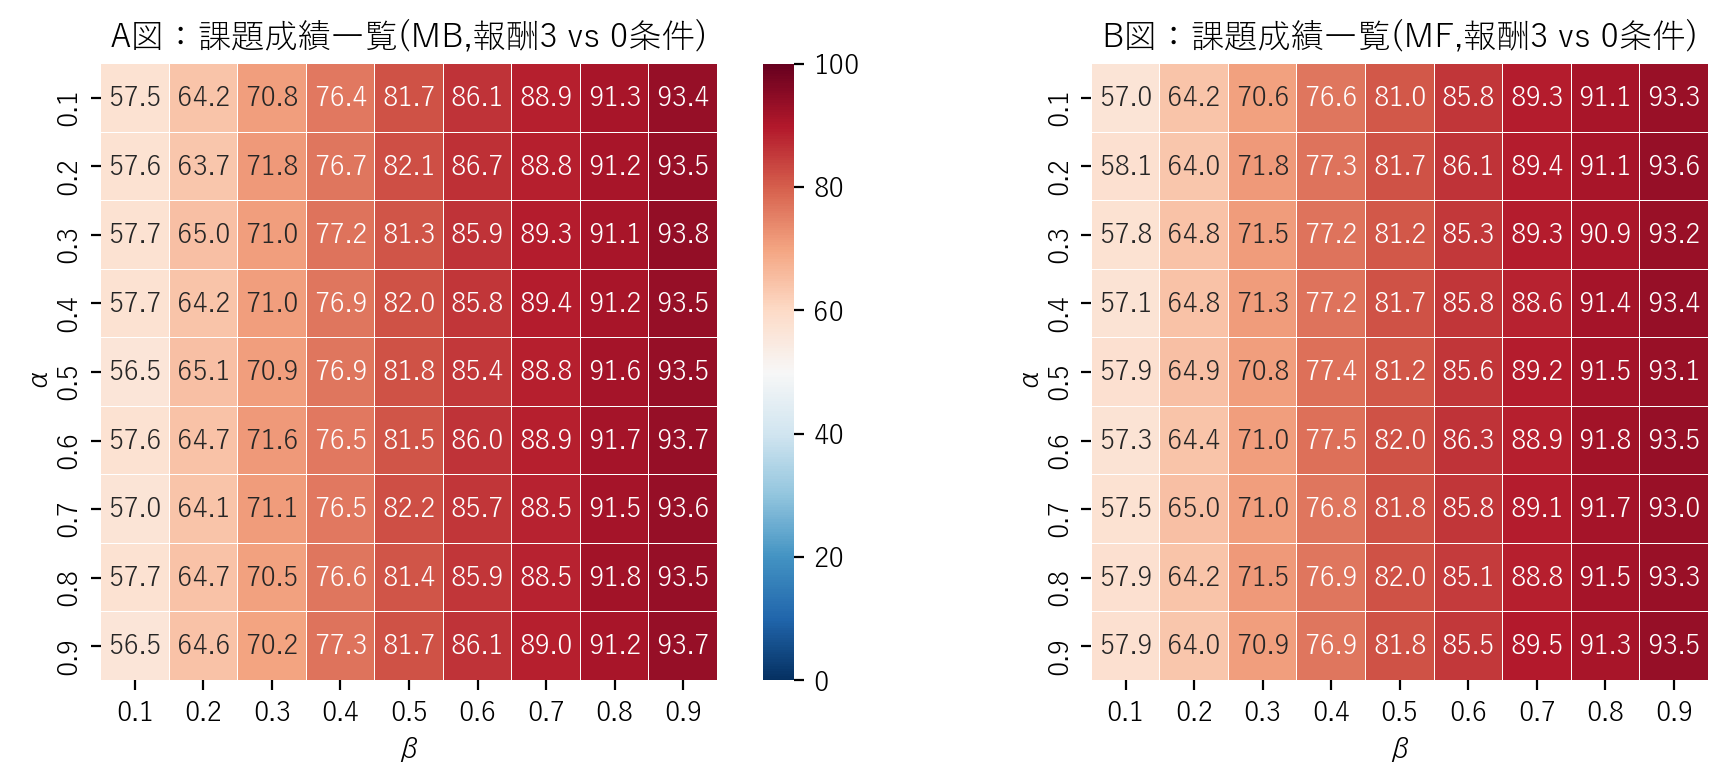 A図：課題成績一覧(MB,報酬3 vs 0条件)
0.1 57.5 64.2 70.8 76.4 81.7 86.1 88.9 91.3 93.4
0.2 57.6 63.7 71.8 76.7 82.1 86.7 88.8 91.2 93.5
0.3 57.7 65.0 71.0 77.2 81.3 85.9 89.3 91.1 93.8
0.4 57.7 64.2 71.0 76.9 82.0 85.8 89.4 91.2 93.5
0.5 56.5 65.1 70.9 76.9 81.8 85.4 88.8 91.6 93.5
0.6 57.6 64.7 71.6 76.5 81.5 86.0 88.9 91.7 93.7
0.7 57.0 64.1 71.1 76.5 82.2 85.7 88.5 91.5 93.6
0.8 57.7 64.7 70.5 76.6 81.4 85.9 88.5 91.8 93.5
0.9 56.5 64.6 70.2 77.3 81.7 86.1 89.0 91.2 93.7
0.1 0.2 0.3 0.4 0.5 0.6 0.7 0.8 0.9
α
β
100
80
60
40
20
0
B図：課題成績一覧(MF,報酬3 vs 0条件)
0.1 57.0 64.2 70.6 76.6 81.0 85.8 89.3 91.1 93.3
0.2 58.1 64.0 71.8 77.3 81.7 86.1 89.4 91.1 93.6
0.3 57.8 64.8 71.5 77.2 81.2 85.3 89.3 90.9 93.2
0.4 57.1 64.8 71.3 77.2 81.7 85.8 88.6 91.4 93.4
0.5 57.9 64.9 70.8 77.4 81.2 85.6 89.2 91.5 93.1
0.6 57.3 64.4 71.0 77.5 82.0 86.3 88.9 91.8 93.5
0.7 57.5 65.0 71.0 76.8 81.8 85.8 89.1 91.7 93.0
0.8 57.9 64.2 71.5 76.9 82.0 85.1 88.8 91.5 93.3
0.9 57.9 64.0 70.9 76.9 81.8 85.5 89.5 91.3 93.5
0.1 0.2 0.3 0.4 0.5 0.6 0.7 0.8 0.9
α
β